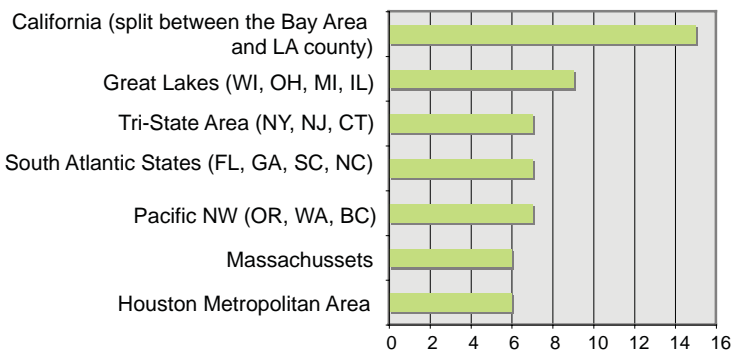 California (split between the Bay Area
and LA county)
Great Lakes (WI, OH, MI, IL)
Tri-State Area (NY, NJ, CT)
South Atlantic States (FL, GA, SC, NC)
Pacific NW (OR, WA, BC)
Massachussets
Houston Metropolitan Area
0 2 4 6 8 10 12 14 16